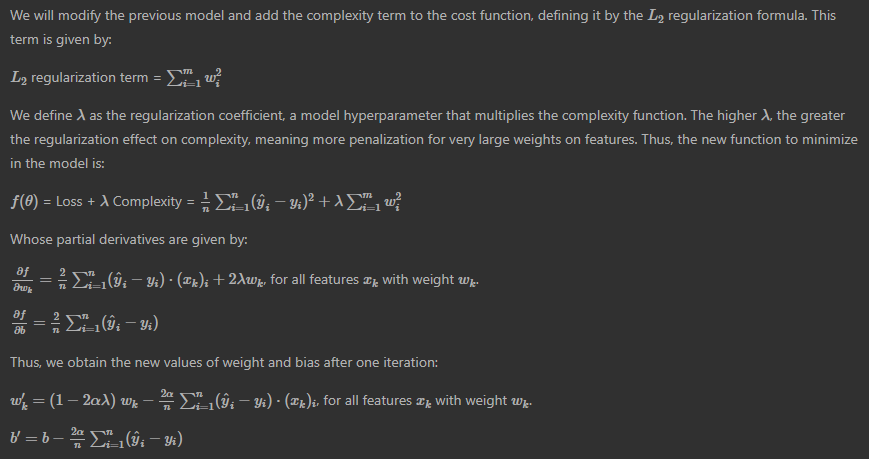 We will modify the previous model and add the complexity term to the cost function, defining it by the $L_2$ regularization formula. This
term is given by:
$L_2$ regularization term = $\sum_{i=1}^{m} w_i^2$
We define $\lambda$ as the regularization coefficient, a model hyperparameter that multiplies the complexity function. The higher $\lambda$, the greater
the regularization effect on complexity, meaning more penalization for very large weights on features. Thus, the new function to minimize
in the model is:
$f(\theta)$ = Loss + $\lambda$ Complexity = $\frac{1}{n} \sum_{i=1}^{n} (\hat{y}_i - y_i)^2 + \lambda \sum_{i=1}^{m} w_i^2$
Whose partial derivatives are given by:
$\frac{\partial f}{\partial w_k} = \frac{2}{n} \sum_{i=1}^{n} (\hat{y}_i - y_i) \cdot (x_k)_i + 2\lambda w_k$, for all features $x_k$ with weight $w_k$.
$\frac{\partial f}{\partial b} = \frac{2}{n} \sum_{i=1}^{n} (\hat{y}_i - y_i)$
Thus, we obtain the new values of weight and bias after one iteration:
$w_k' = (1 - 2\alpha\lambda) \, w_k - \frac{2\alpha}{n} \sum_{i=1}^{n} (\hat{y}_i - y_i) \cdot (x_k)_i$, for all features $x_k$ with weight $w_k$.
$b' = b - \frac{2\alpha}{n} \sum_{i=1}^{n} (\hat{y}_i - y_i)$